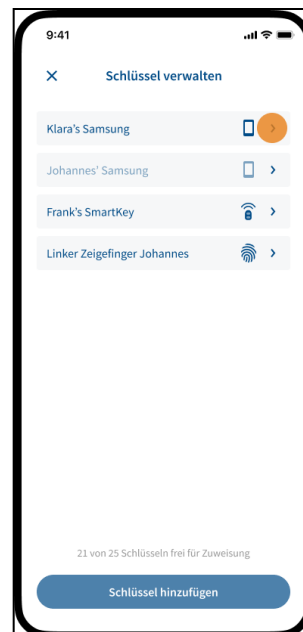 9:41
Schlüssel verwalten
Klara's Samsung
Johannes' Samsung
Frank's SmartKey
Linker Zeigefinger Johannes
21 von 25 Schlüsseln frei für Zuweisung
Schlüssel hinzufügen